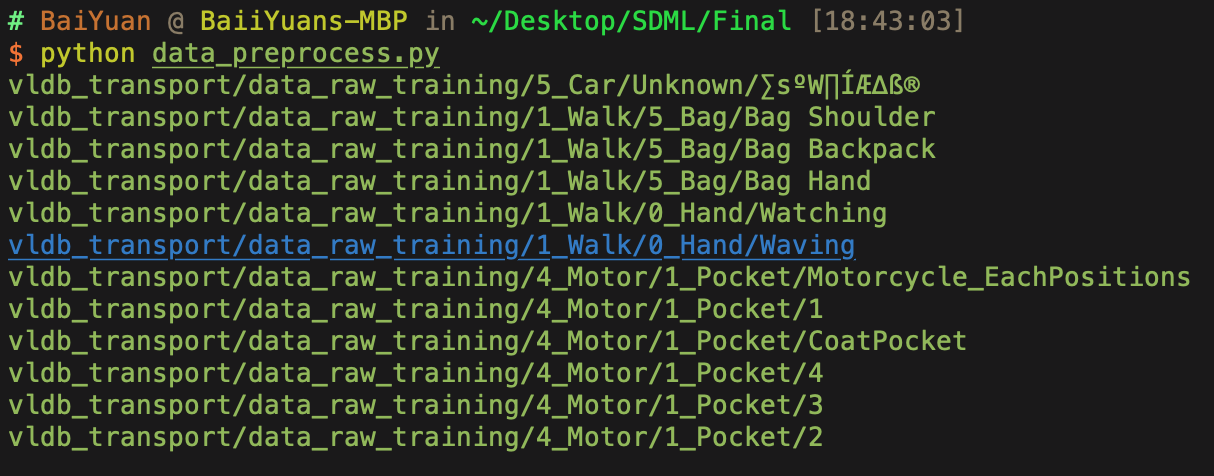 # BaiYuan @ BaiiYuans-MBP in ~/Desktop/SDML/Final [18:43:03]
$ python data_preprocess.py
vldb_transport/data_raw_training/5_Car/Unknown/∑sºW∏ÍÆ∆ß®
vldb_transport/data_raw_training/1_Walk/5_Bag/Bag Shoulder
vldb_transport/data_raw_training/1_Walk/5_Bag/Bag Backpack
vldb_transport/data_raw_training/1_Walk/5_Bag/Bag Hand
vldb_transport/data_raw_training/1_Walk/0_Hand/Watching
vldb_transport/data_raw_training/1_Walk/0_Hand/Waving
vldb_transport/data_raw_training/4_Motor/1_Pocket/Motorcycle_EachPositions
vldb_transport/data_raw_training/4_Motor/1_Pocket/1
vldb_transport/data_raw_training/4_Motor/1_Pocket/CoatPocket
vldb_transport/data_raw_training/4_Motor/1_Pocket/4
vldb_transport/data_raw_training/4_Motor/1_Pocket/3
vldb_transport/data_raw_training/4_Motor/1_Pocket/2